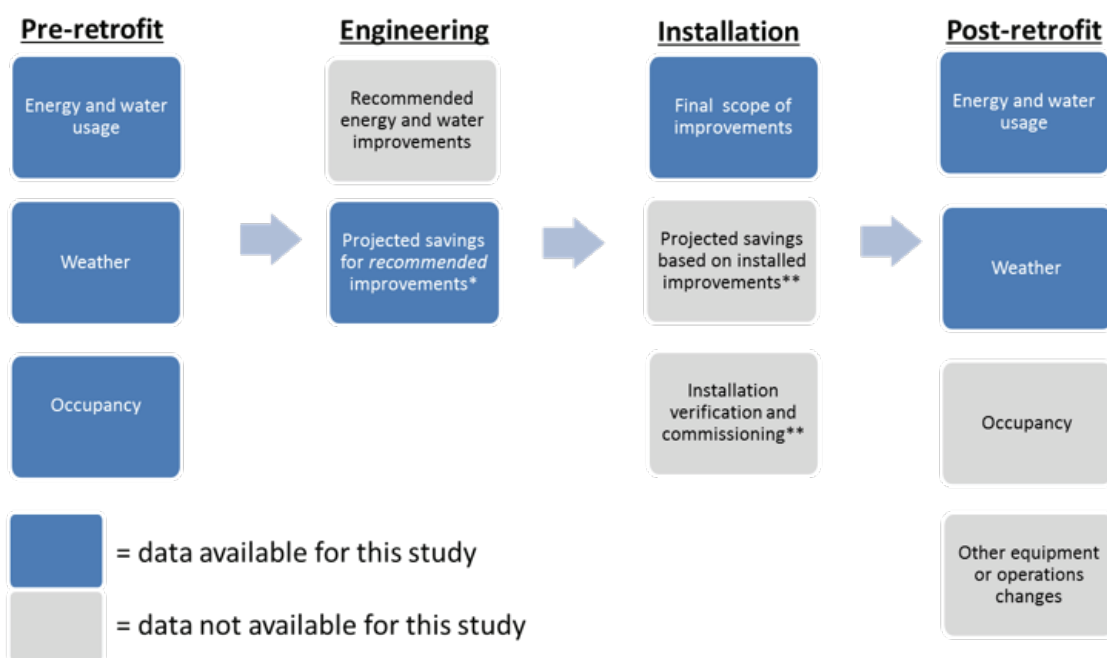 Pre-retrofit
Energy and water
usage
Weather
Occupancy
Engineering
Recommended
energy and water
improvements
Projected savings
for recommended
improvements*
Installation
Final scope of
improvements
Projected savings
based on installed
improvements**
Installation
verification and
commissioning**
Post-retrofit
Energy and water
usage
Weather
Occupancy
Other equipment
or operations
changes
= data available for this study
= data not available for this study